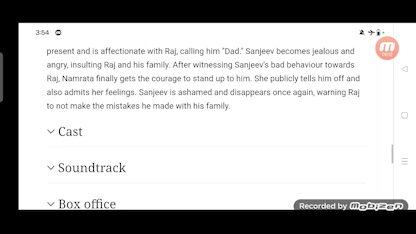 3:54
present and is affectionate with Raj, calling him "Dad." Sanjeev becomes jealous and
angry, insulting Raj and his family. After witnessing Sanjeev's bad behaviour towards
Raj, Namrata finally gets the courage to stand up to him. She publicly tells him off and
also admits her feelings. Sanjeev is ashamed and disappears once again, warning Raj
to not make the mistakes he made with his family.
Cast
Soundtrack
Box office
Recorded by Mobizen